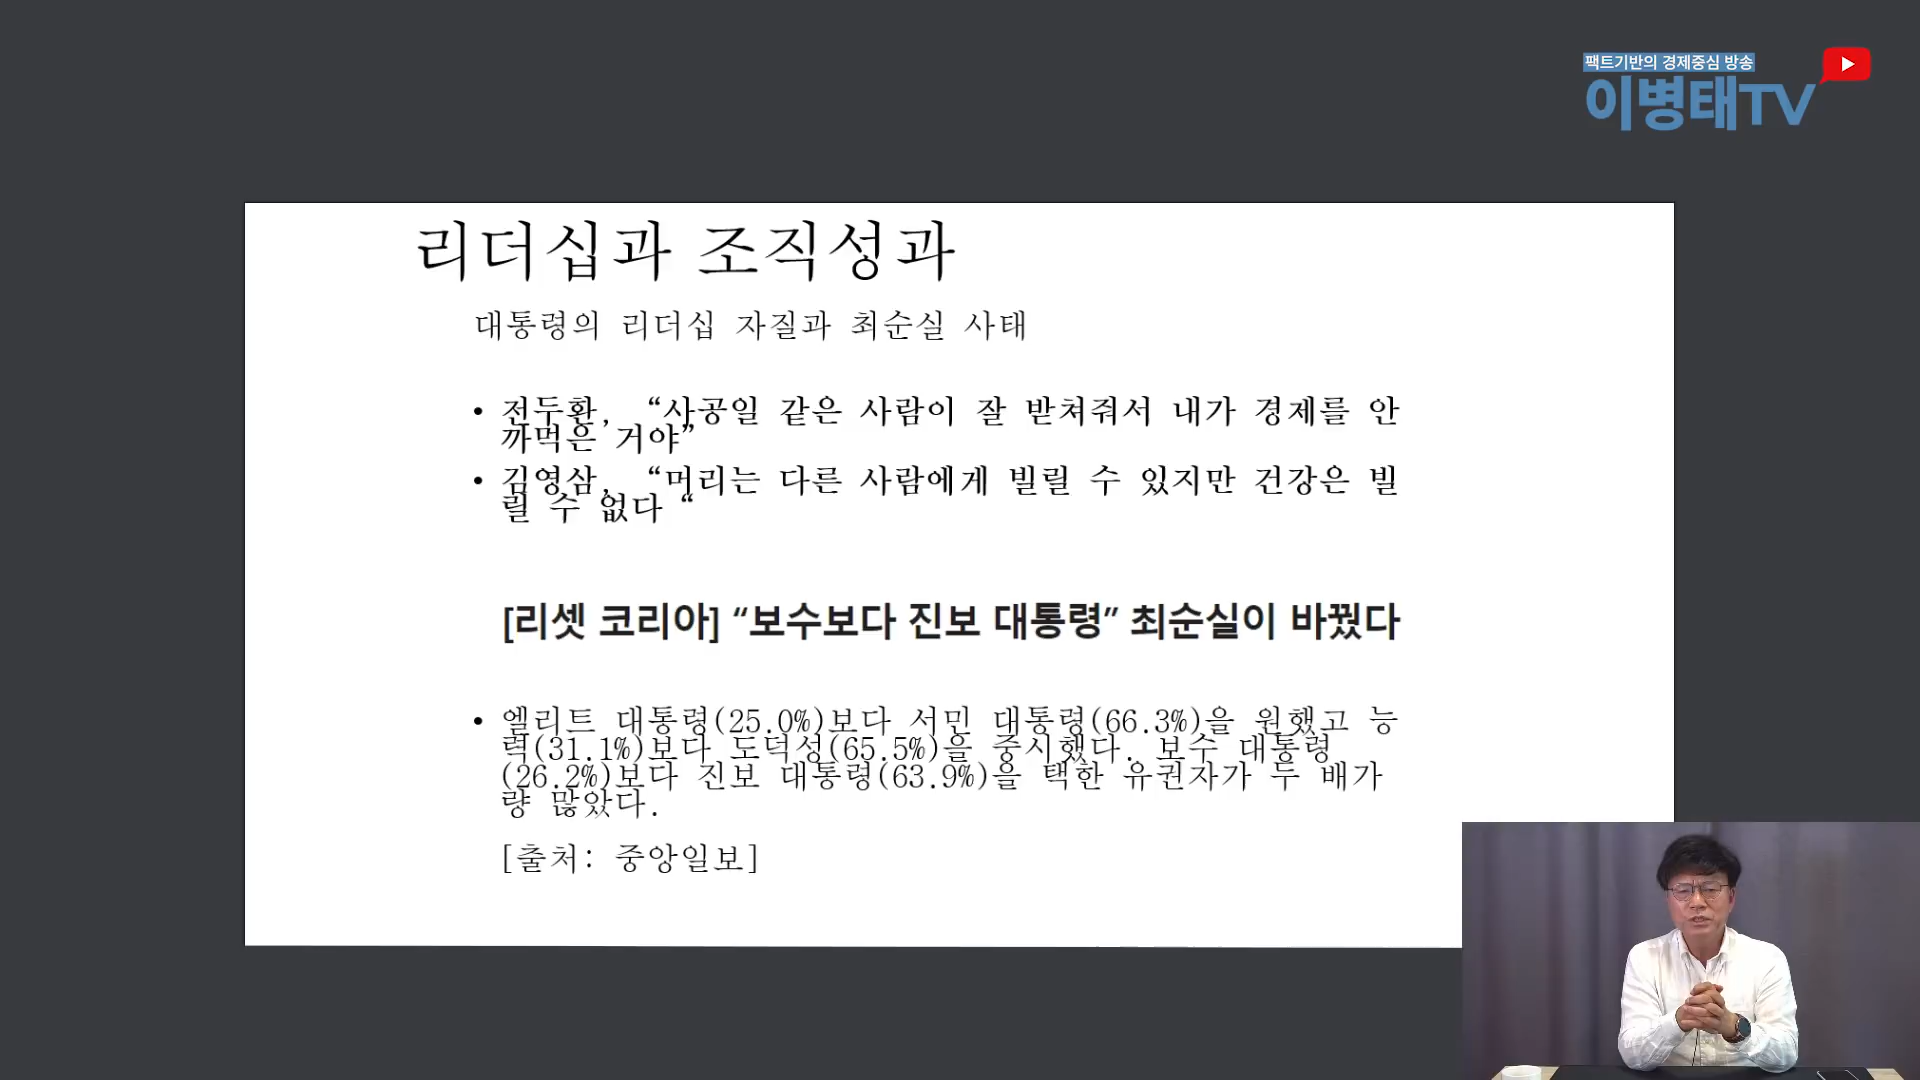 팩트기반의 경제중심 방송
이병태TV
리더십과 조직성과
대통령의 리더십 자질과 최순실 사태
• 전두환, “사공일 같은 사람이 잘 받쳐줘서 내가 경제를 안
까먹은 거야”
• 김영삼, “머리는 다른 사람에게 빌릴 수 있지만 건강은 빌
릴 수 없다 “
[리셋 코리아] “보수보다 진보 대통령” 최순실이 바꿨다
• 엘리트 대통령(25.0%)보다 서민 대통령(66.3%)을 원했고 능
력(31.1%)보다 도덕성(65.5%)을 중시했다. 보수 대통령
(26.2%)보다 진보 대통령(63.9%)을 택한 유권자가 두 배가
량 많았다.
[출처: 중앙일보]